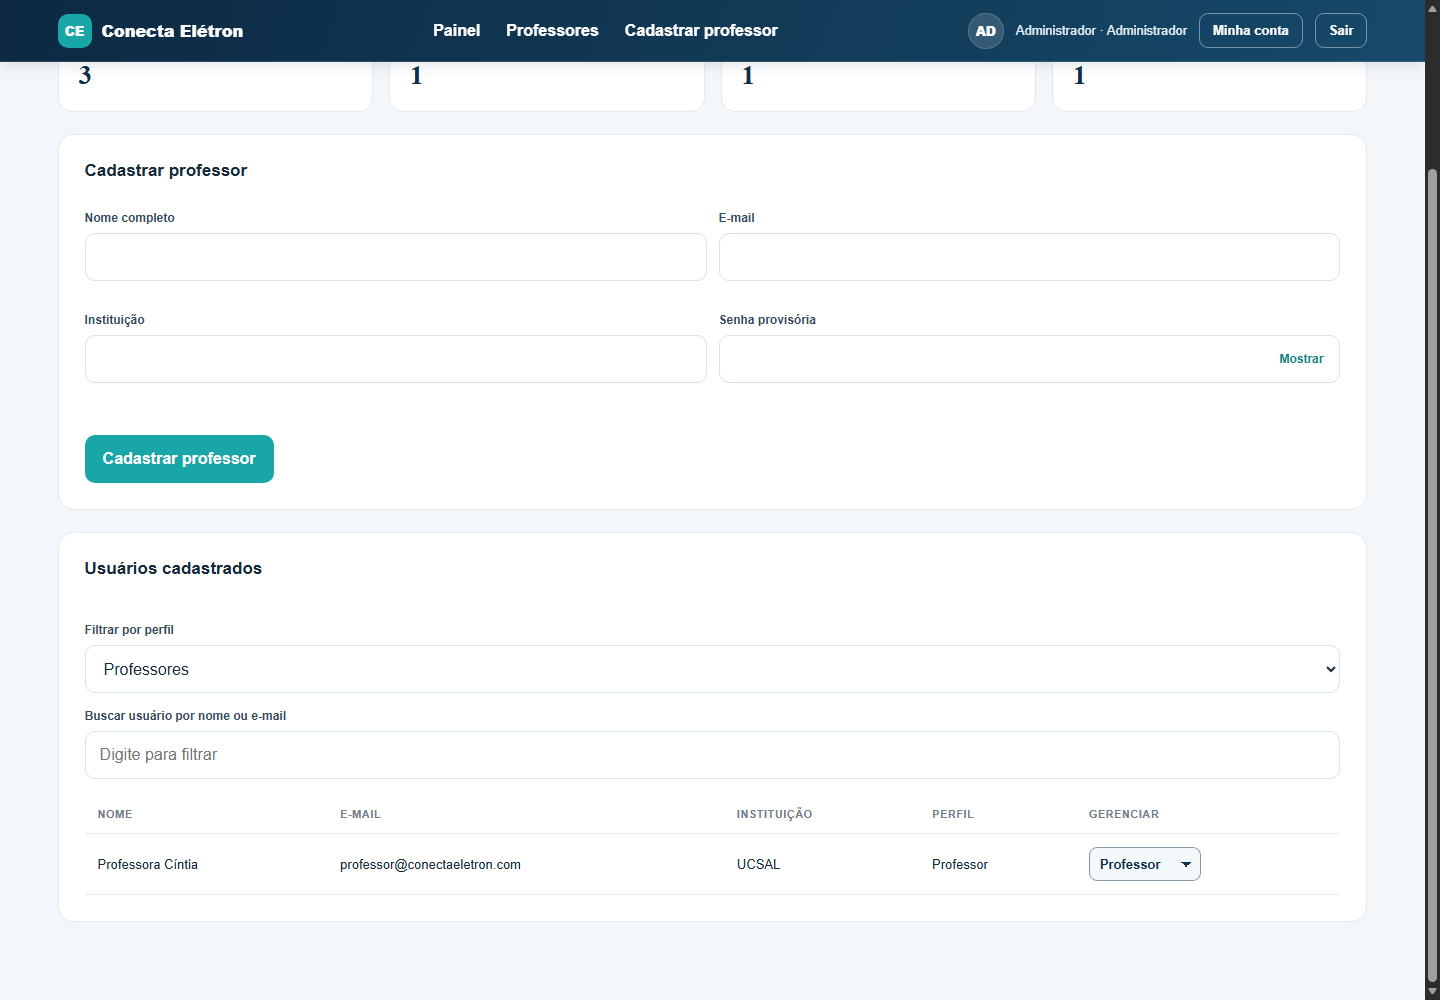 CE Conecta Elétron Painel Professores Cadastrar professor AD Administrador · Administrador Minha conta Sair
3 1 1 1
Cadastrar professor
Nome completo E-mail
Instituição Senha provisória
Mostrar
Cadastrar professor
Usuários cadastrados
Filtrar por perfil
Professores
Buscar usuário por nome ou e-mail
Digite para filtrar
NOME E-MAIL INSTITUIÇÃO PERFIL GERENCIAR
Professora Cíntia professor@conectaeletron.com UCSAL Professor Professor